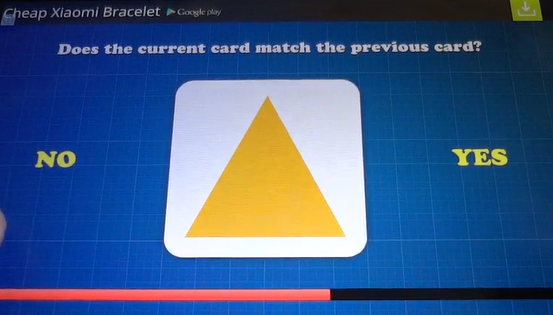 Cheap Xiaomi Bracelet Google play
Does the current card match the previous card?
NO
YES